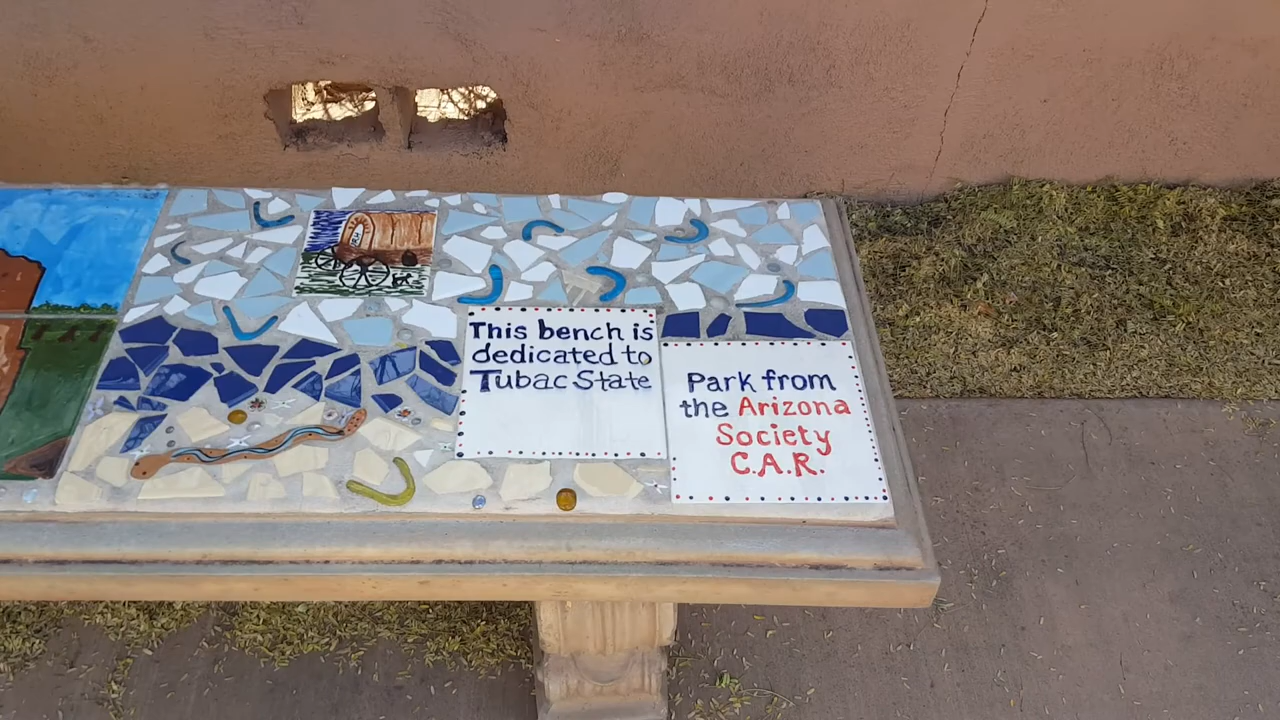 This bench is
dedicated to
Tubac State
Park from
the Arizona
Society
C.A.R.